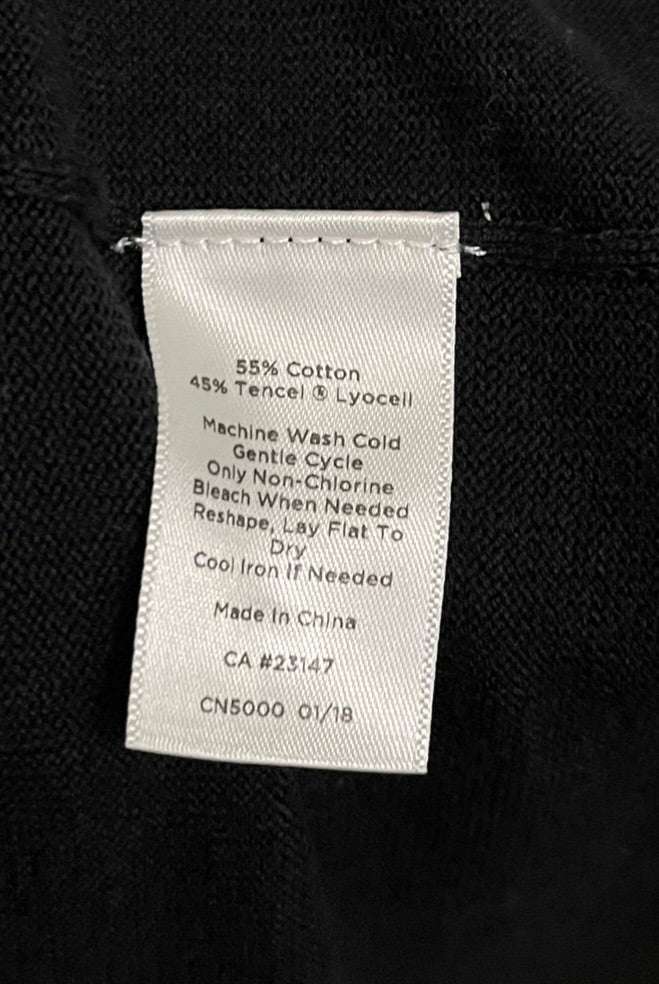 55% Cotton
45% Tencel ® Lyocell
Machine Wash Cold
Gentle Cycle
Only Non-Chlorine
Bleach When Needed
Reshape, Lay Flat To
Dry
Cool Iron If Needed
Made In China
CA #23147
CN5000 01/18